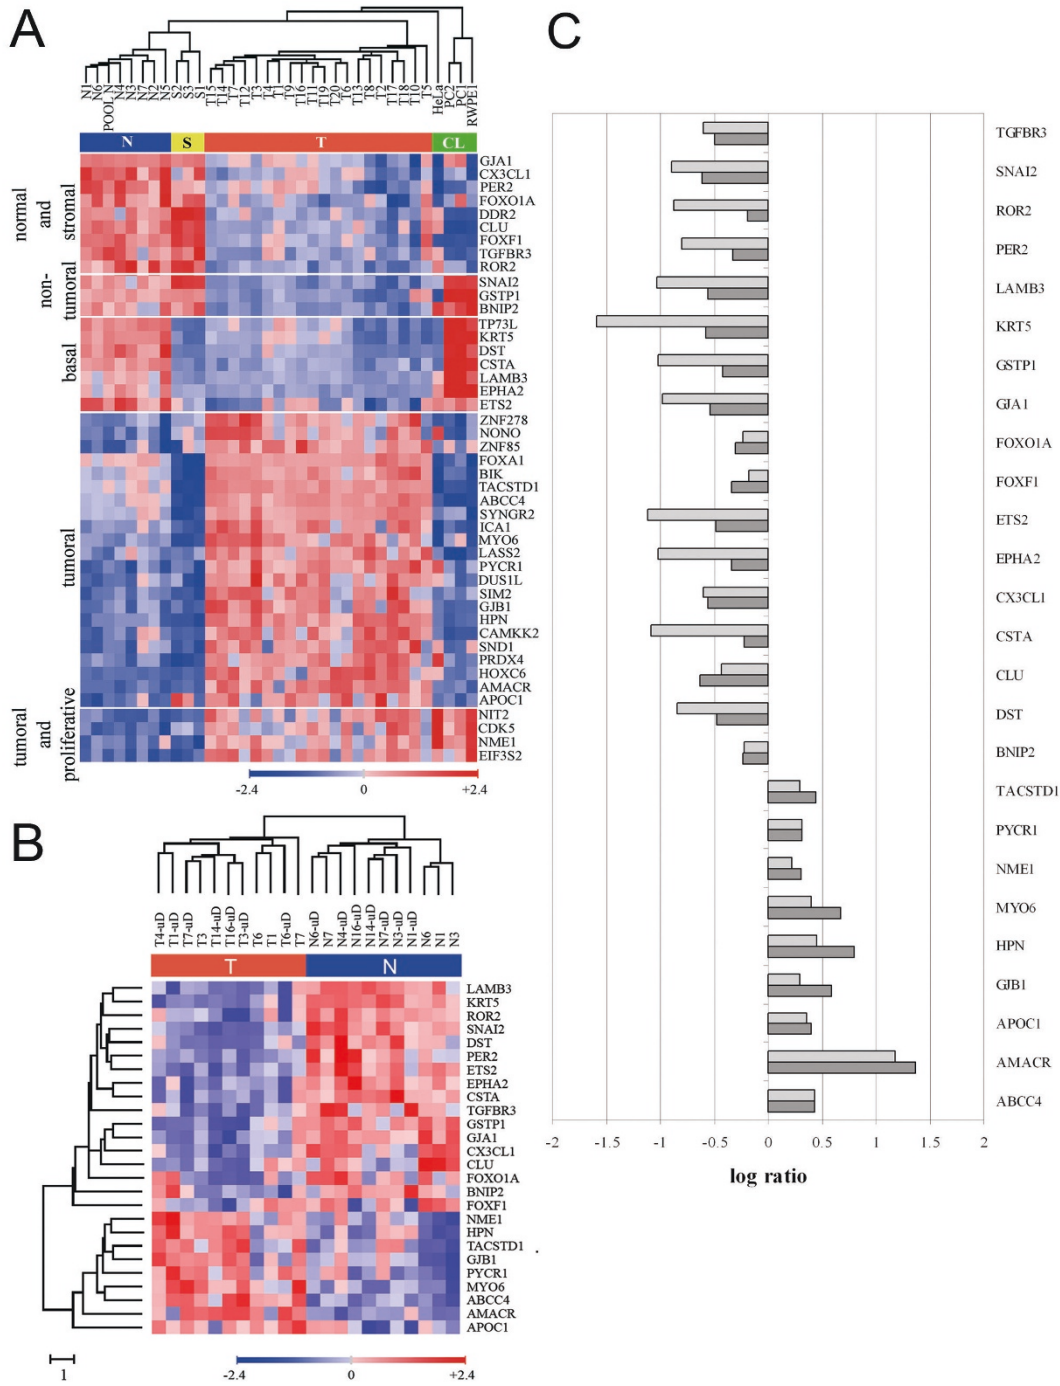 A
N1
N6
POOL N
N4
N3
N7
N2
N5
S2
S3
S1
T15
T14
T7
T12
T3
T4
T1
T9
T16
T11
T19
T20
T6
T13
T8
T2
T17
T18
T10
T5
HeLa
PC2
PC1
RWPE1
N S T CL
normal and stromal
GJA1
CX3CL1
PER2
FOXO1A
DDR2
CLU
FOXF1
TGFBR3
ROR2
non-tumoral
SNAI2
GSTP1
BNIP2
basal
TP73L
KRT5
DST
CSTA
LAMB3
EPHA2
ETS2
tumoral
ZNF278
NONO
ZNF85
FOXA1
BIK
TACSTD1
ABCC4
SYNGR2
ICA1
MYO6
LASS2
PYCR1
DUS1L
SIM2
GJB1
HPN
CAMKK2
SND1
PRDX4
HOXC6
AMACR
APOC1
tumoral and proliferative
NIT2
CDK5
NME1
EIF3S2
-2.4 0 +2.4
B
T4-uD
T1-uD
T7-uD
T3
T14-uD
T16-uD
T3-uD
T6
T1
T6-uD
T7
N6-uD
N7
N4-uD
N16-uD
N14-uD
N7-uD
N3-uD
N1-uD
N6
N1
N3
T N
LAMB3
KRT5
ROR2
SNAI2
DST
PER2
ETS2
EPHA2
CSTA
TGFBR3
GSTP1
GJA1
CX3CL1
CLU
FOXO1A
BNIP2
FOXF1
NME1
HPN
TACSTD1
GJB1
PYCR1
MYO6
ABCC4
AMACR
APOC1
1
-2.4 0 +2.4
C
TGFBR3
SNAI2
ROR2
PER2
LAMB3
KRT5
GSTP1
GJA1
FOXO1A
FOXF1
ETS2
EPHA2
CX3CL1
CSTA
CLU
DST
BNIP2
TACSTD1
PYCR1
NME1
MYO6
HPN
GJB1
APOC1
AMACR
ABCC4
-2 -1.5 -1 -0.5 0 0.5 1 1.5 2
log ratio